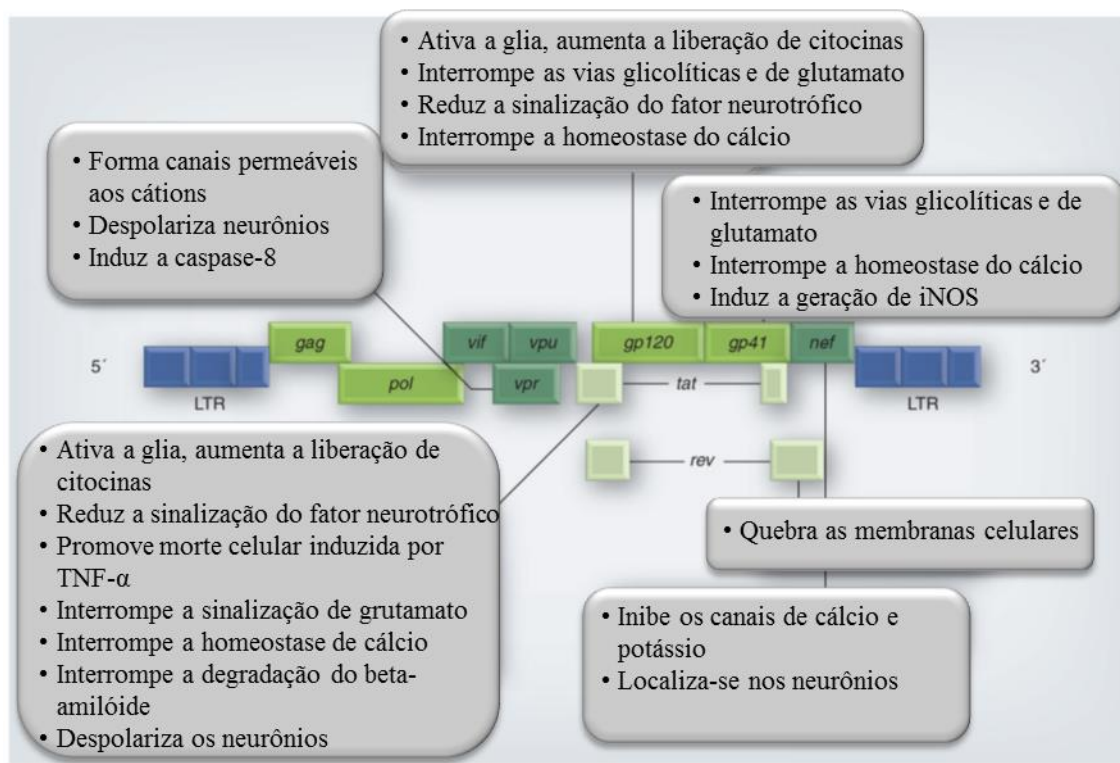 • Ativa a glia, aumenta a liberação de citocinas
• Interrompe as vias glicolíticas e de glutamato
• Reduz a sinalização do fator neurotrófico
• Interrompe a homeostase do cálcio
• Forma canais permeáveis
aos cátions
• Despolariza neurônios
• Induz a caspase-8
• Interrompe as vias glicolíticas e de
glutamato
• Interrompe a homeostase do cálcio
• Induz a geração de iNOS
5´
LTR
gag
pol
vif
vpu
vpr
gp120
gp41
nef
tat
rev
LTR
3´
• Ativa a glia, aumenta a liberação de
citocinas
• Reduz a sinalização do fator neurotrófico
• Promove morte celular induzida por
TNF-α
• Interrompe a sinalização de grutamato
• Interrompe a homeostase de cálcio
• Interrompe a degradação do beta-
amilóide
• Despolariza os neurônios
• Quebra as membranas celulares
• Inibe os canais de cálcio e
potássio
• Localiza-se nos neurônios